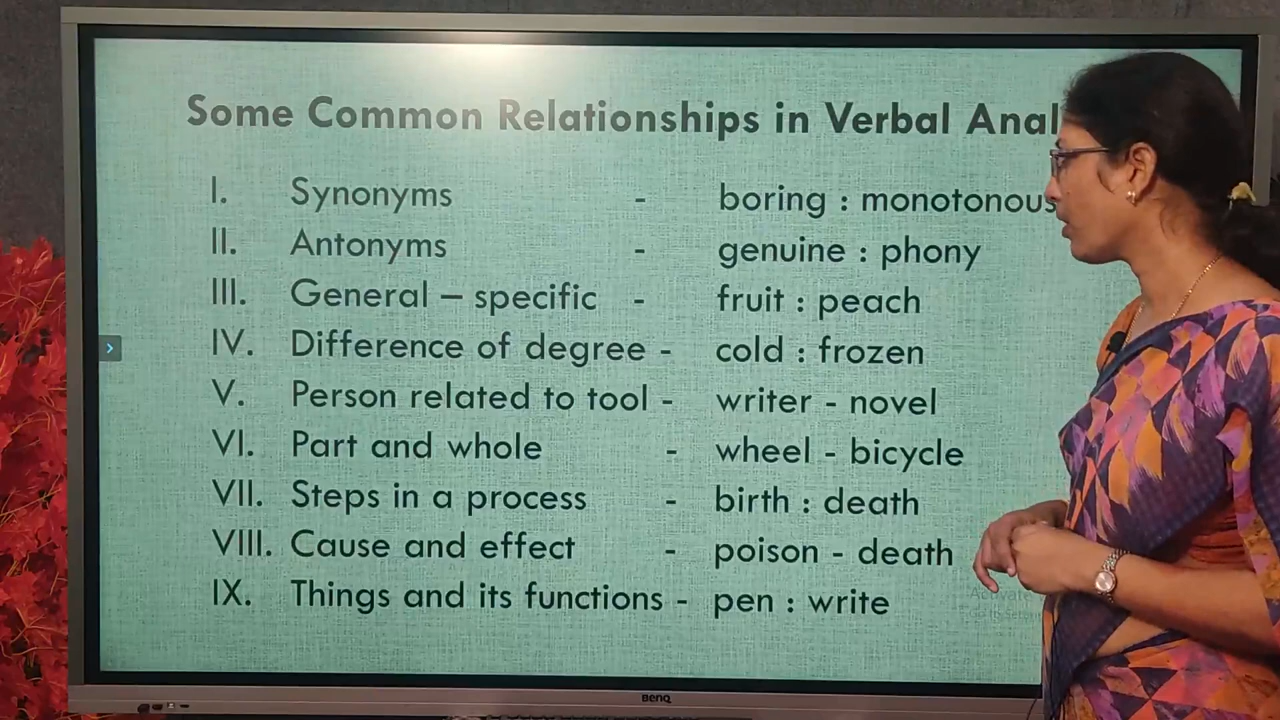 Some Common Relationships in Verbal Anal
I. Synonyms - boring : monotonous
II. Antonyms - genuine : phony
III. General – specific - fruit : peach
IV. Difference of degree - cold : frozen
V. Person related to tool - writer - novel
VI. Part and whole - wheel - bicycle
VII. Steps in a process - birth : death
VIII. Cause and effect - poison - death
IX. Things and its functions - pen : write
Activate
BenQ